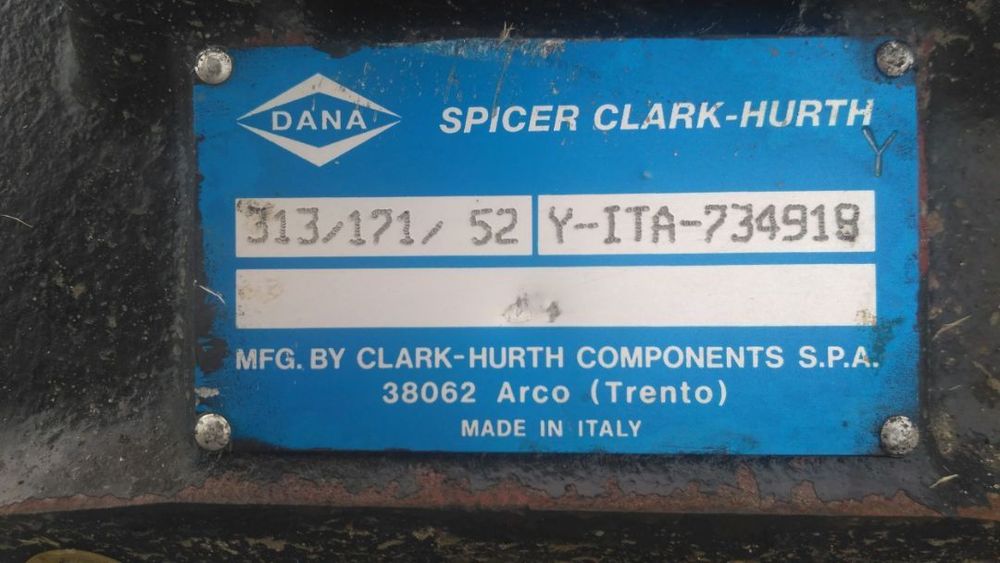 DANA
SPICER CLARK-HURTH
Y
313/171/ 52 Y-ITA-734918
MFG. BY CLARK-HURTH COMPONENTS S.P.A.
38062 Arco (Trento)
MADE IN ITALY